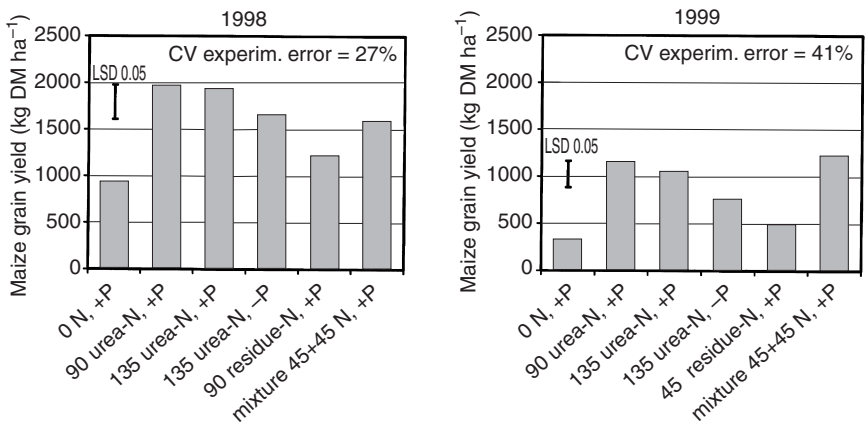 1998
Maize grain yield (kg DM ha⁻¹)
2500
2000
1500
1000
500
0
CV experim. error = 27%
LSD 0.05
0 N, +P
90 urea-N, +P
135 urea-N, +P
135 urea-N, –P
90 residue-N, +P
mixture 45+45 N, +P
1999
Maize grain yield (kg DM ha⁻¹)
2500
2000
1500
1000
500
0
CV experim. error = 41%
LSD 0.05
0 N, +P
90 urea-N, +P
135 urea-N, +P
135 urea-N, –P
45 residue-N, +P
mixture 45+45 N, +P